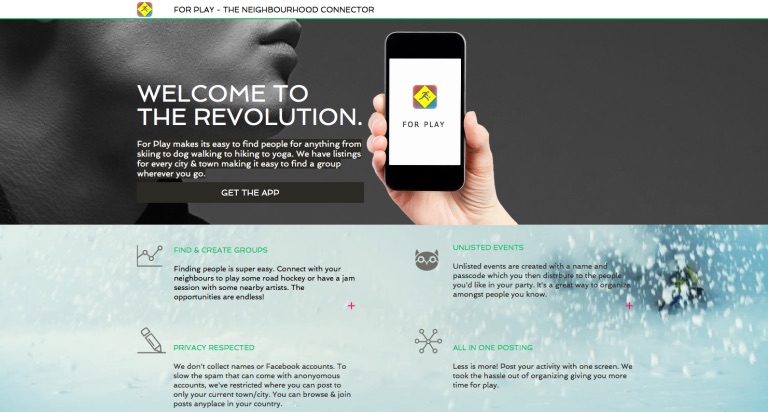 FOR PLAY - THE NEIGHBOURHOOD CONNECTOR
WELCOME TO
THE REVOLUTION.
For Play makes its easy to find people for anything from
skiing to dog walking to hiking to yoga. We have listings
for every city & town making it easy to find a group
wherever you go.
GET THE APP
FOR PLAY
FIND & CREATE GROUPS
Finding people is super easy. Connect with your
neighbours to play some road hockey or have a jam
session with some nearby artists. The
opportunities are endless!
+
UNLISTED EVENTS
Unlisted events are created with a name and
passcode which you then distrbute to the people
you'd like in your party. It's a great way to organize
amongst people you know.
+
PRIVACY RESPECTED
We don't collect names or Facebook accounts. To
slow the spam that can come with anonyomous
accounts, we've restricted where you can post to
only your current town/city. You can browse & join
posts anyplace in your country.
ALL IN ONE POSTING
Less is more! Post your activity with one screen. We
took the hassle out of organizing giving you more
time for play.